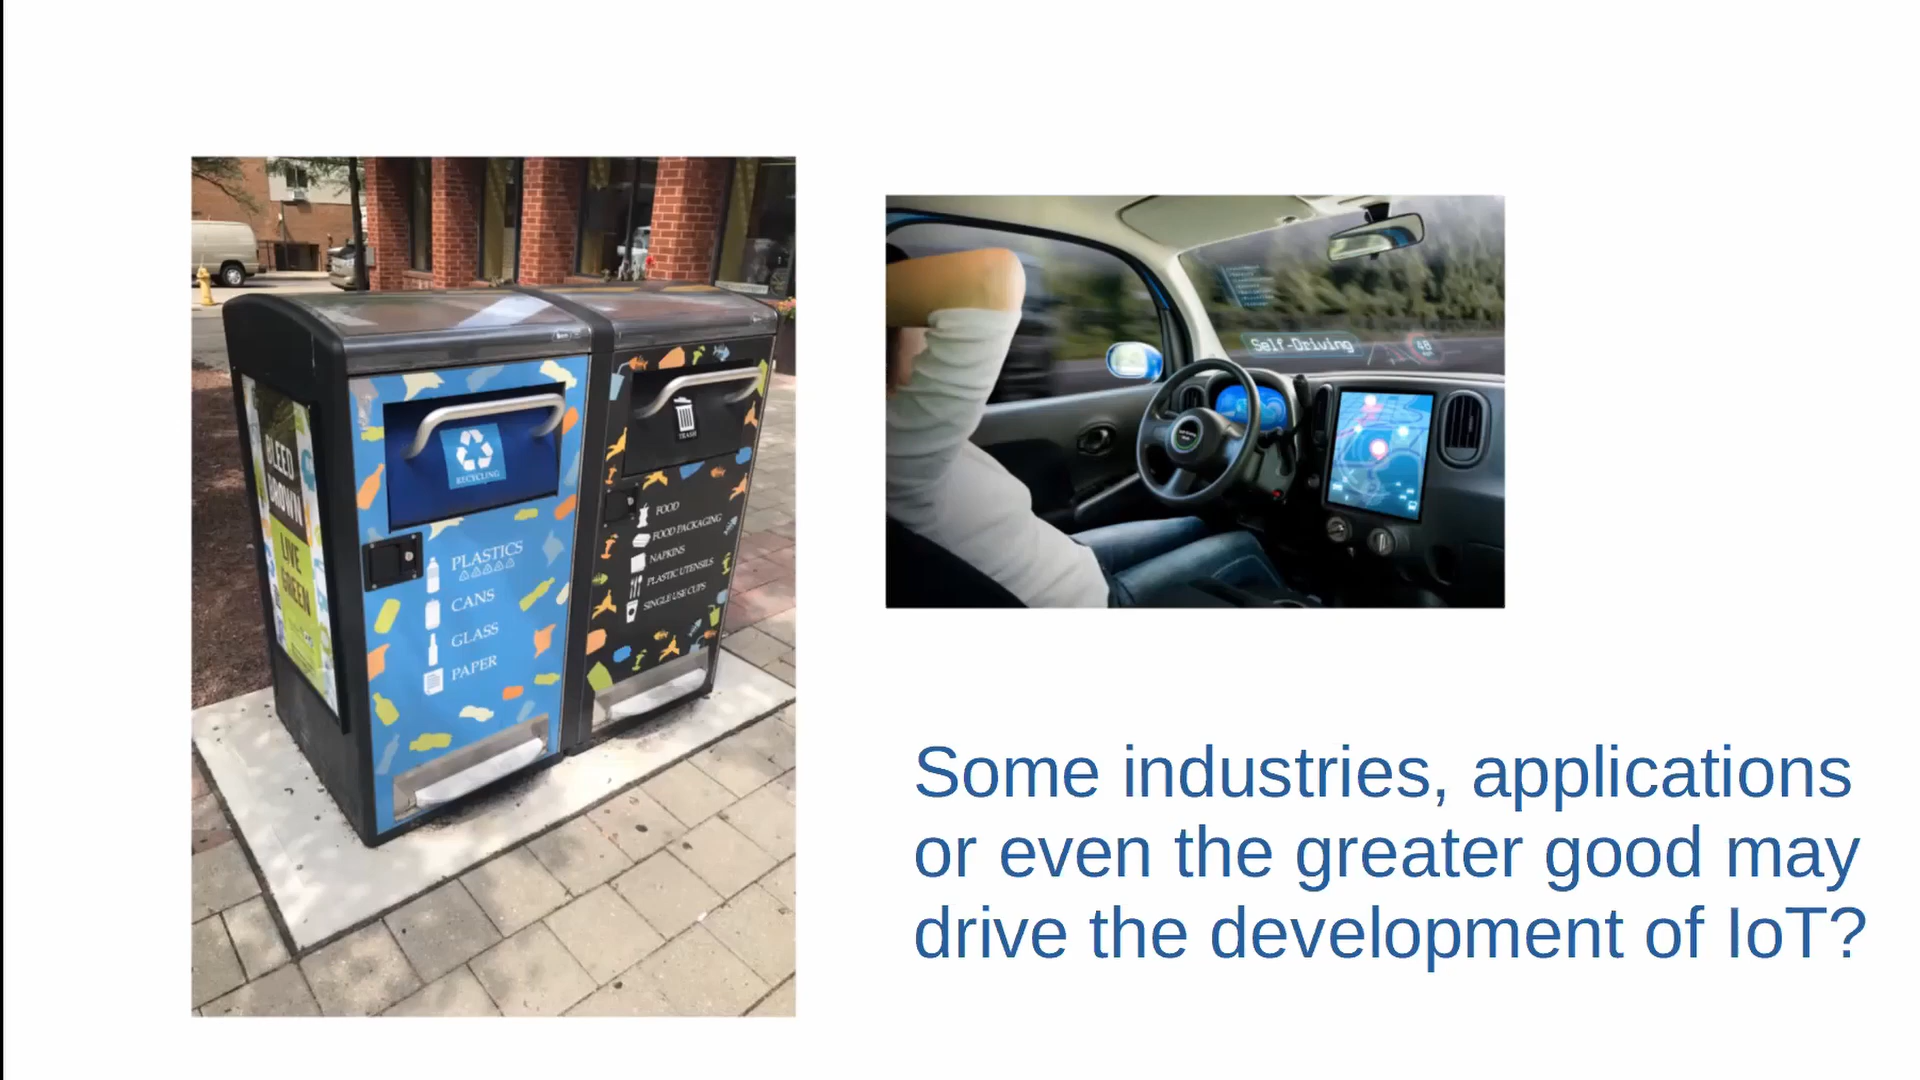 BLEED
BROWN
LIVE
GREEN
RECYCLING
PLASTICS
CANS
GLASS
PAPER
TRASH
FOOD
FOOD PACKAGING
NAPKINS
PLASTIC UTENSILS
SINGLE USE CUPS
Self-Driving
48
Some industries, applications
or even the greater good may
drive the development of IoT?